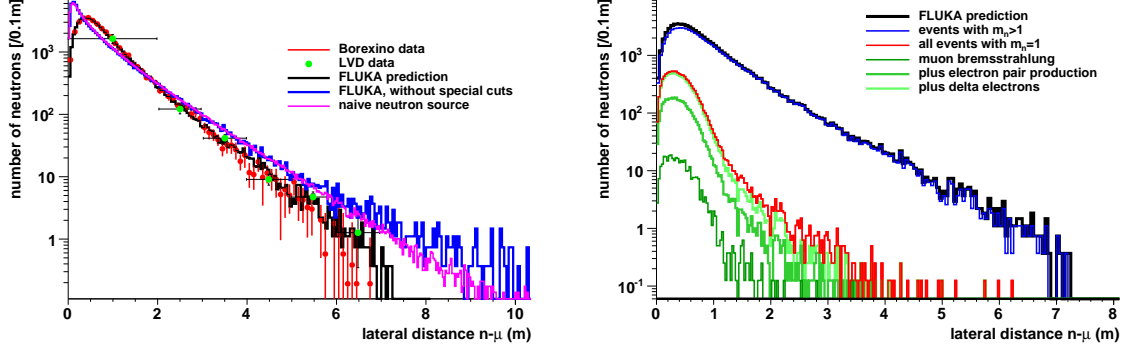 number of neutrons [/0.1m]
10³
10²
10
1
Borexino data
LVD data
FLUKA prediction
FLUKA, without special cuts
naive neutron source
0 2 4 6 8 10
lateral distance n-μ (m)
number of neutrons [/0.1m]
10³
10²
10
1
10⁻¹
FLUKA prediction
events with mₙ>1
all events with mₙ=1
muon bremsstrahlung
plus electron pair production
plus delta electrons
0 1 2 3 4 5 6 7 8
lateral distance n-μ (m)